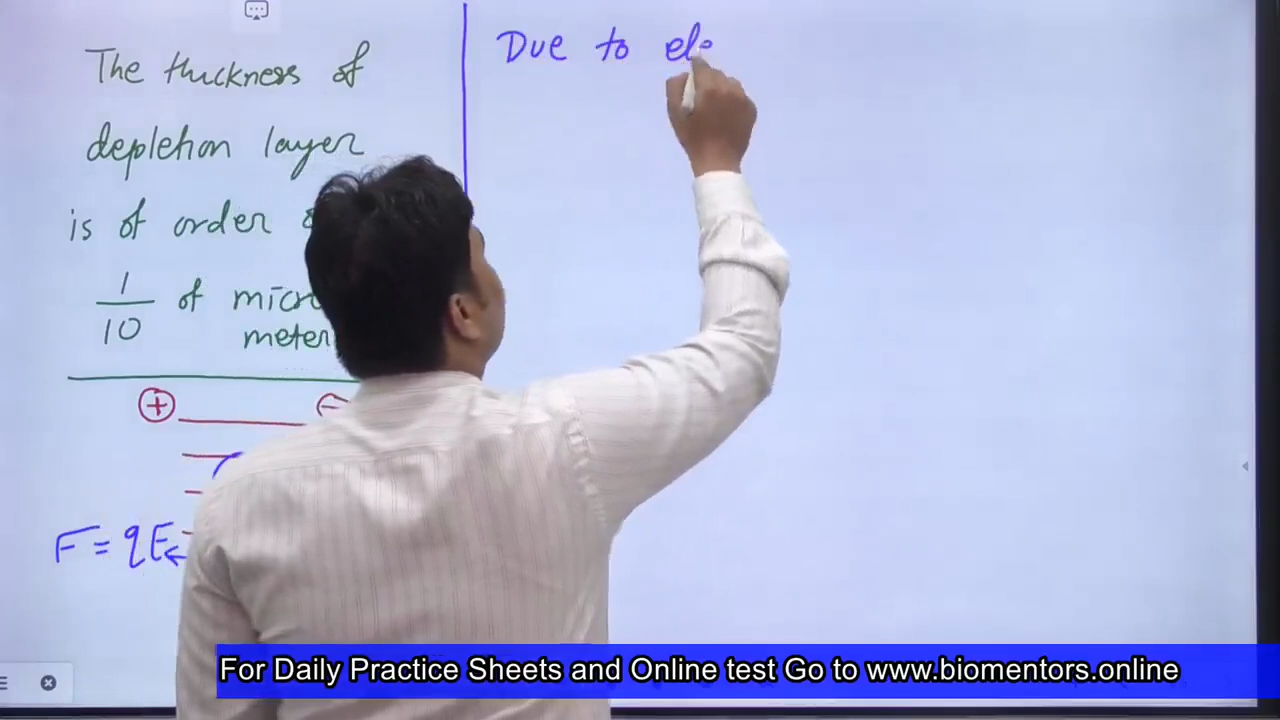 The thickness of
depletion layer
is of order
1
10 of
meter
+
−
F = qE
Due to
For Daily Practice Sheets and Online test Go to www.biomentors.online